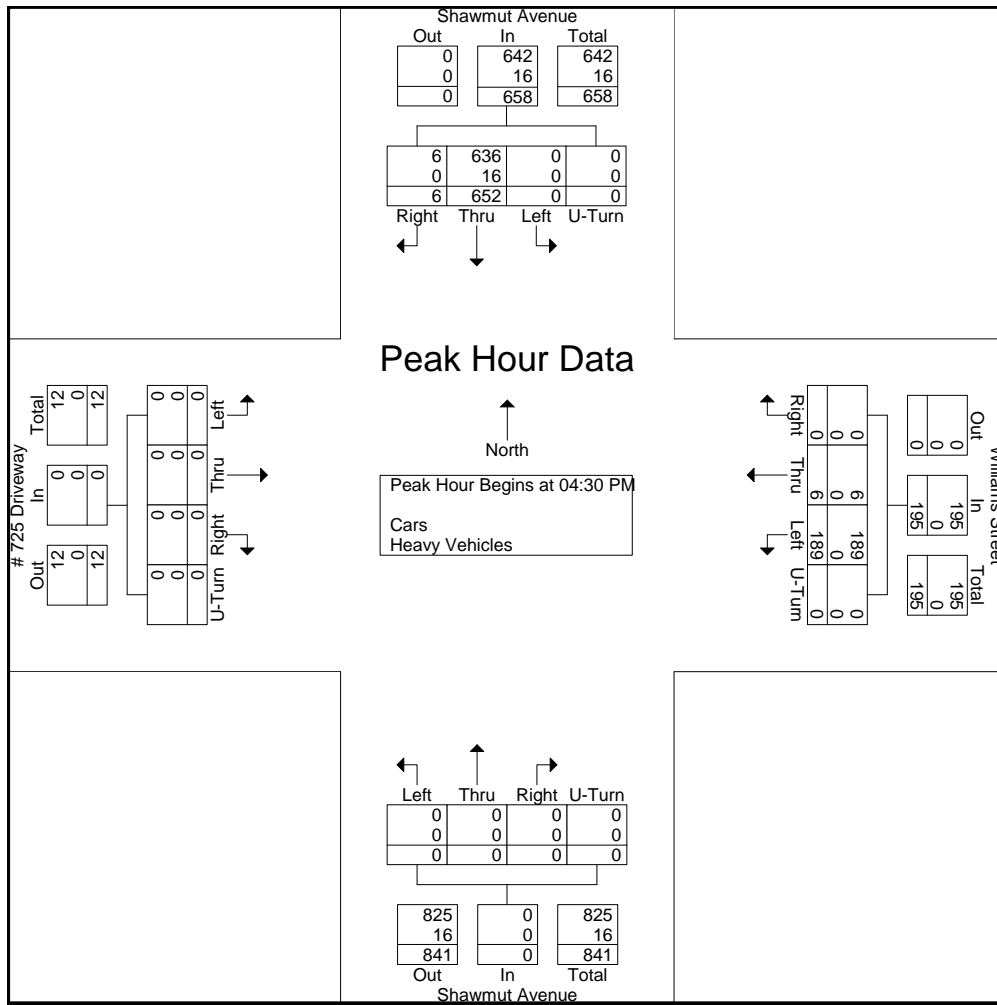 Shawmut Avenue
Out In Total
0 642 642
0 16 16
0 658 658
6 636 0 0
0 16 0 0
6 652 0 0
Right Thru Left U-Turn
Peak Hour Data
North
Peak Hour Begins at 04:30 PM
Cars
Heavy Vehicles
# 725 Driveway
Out In Total
12 0 12
0 0 0
12 0 12
Left Thru Right U-Turn
0 0 0 0
0 0 0 0
0 0 0 0
Williams Street
Out In Total
0 195 195
0 0 0
0 195 195
Right Thru Left U-Turn
0 6 189 0
0 0 0 0
0 6 189 0
Left Thru Right U-Turn
0 0 0 0
0 0 0 0
0 0 0 0
825 0 825
16 0 16
841 0 841
Out In Total
Shawmut Avenue